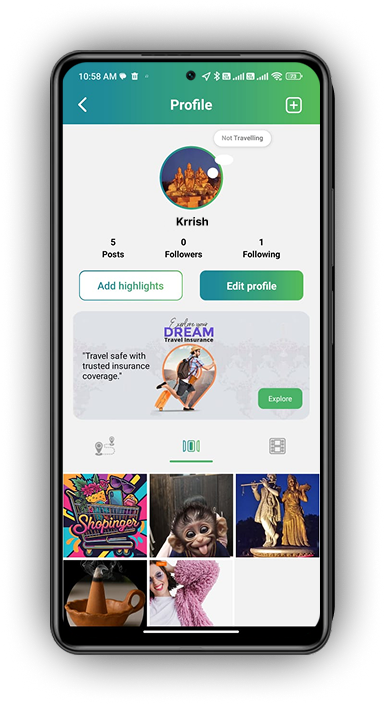 10:58 AM
Profile
Not Travelling
Krrish
5 0 1
Posts Followers Following
Add highlights Edit profile
Explore your
DREAM
Travel Insurance
"Travel safe with
trusted insurance
coverage."
Explore
Shopinger